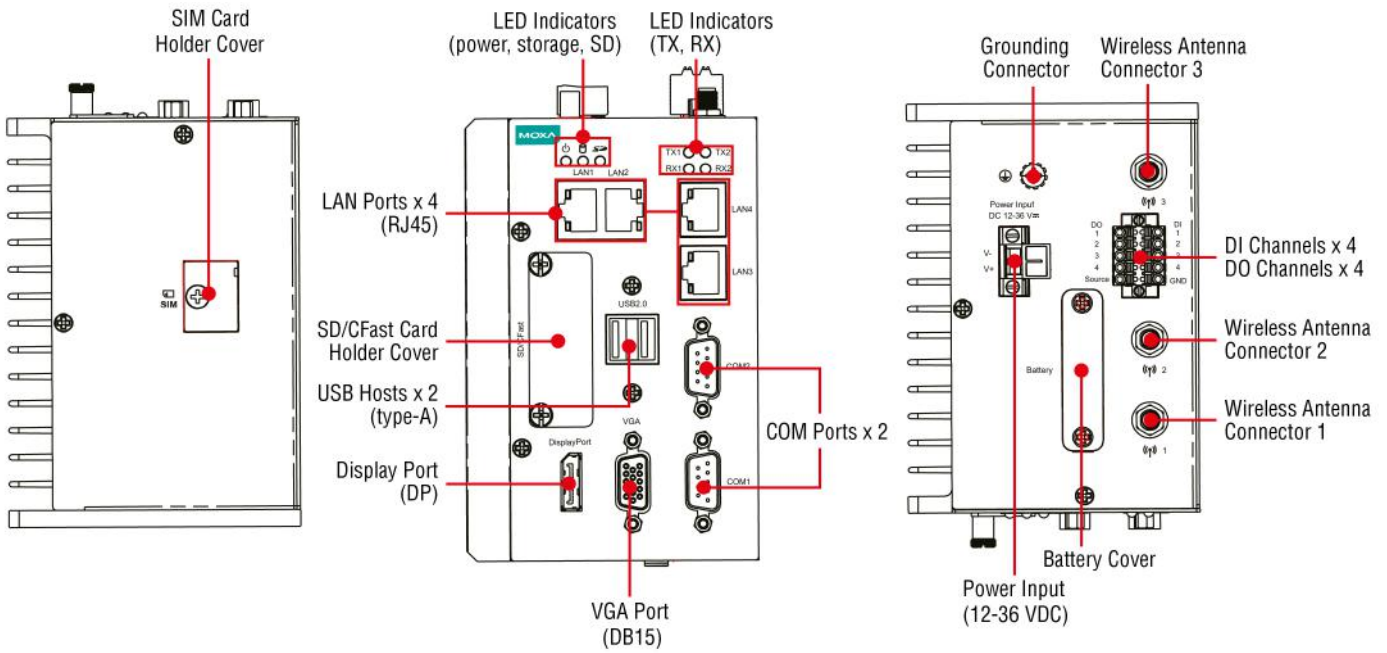 SIM Card
Holder Cover
SIM
LED Indicators
(power, storage, SD)
LED Indicators
(TX, RX)
MOXA
TX1
TX2
RX1
RX2
LAN1
LAN2
LAN Ports x 4
(RJ45)
LAN4
LAN3
SD/CFast Card
Holder Cover
SD/CFast
USB2.0
USB Hosts x 2
(type-A)
COM2
COM Ports x 2
VGA
DisplayPort
Display Port
(DP)
COM1
VGA Port
(DB15)
Grounding
Connector
Wireless Antenna
Connector 3
3
Power Input
DC 12-36 V
V-
V+
DO
DI
1
1
2
2
3
3
4
4
Source
GND
DI Channels x 4
DO Channels x 4
Wireless Antenna
Connector 2
2
Battery
Wireless Antenna
Connector 1
1
Battery Cover
Power Input
(12-36 VDC)